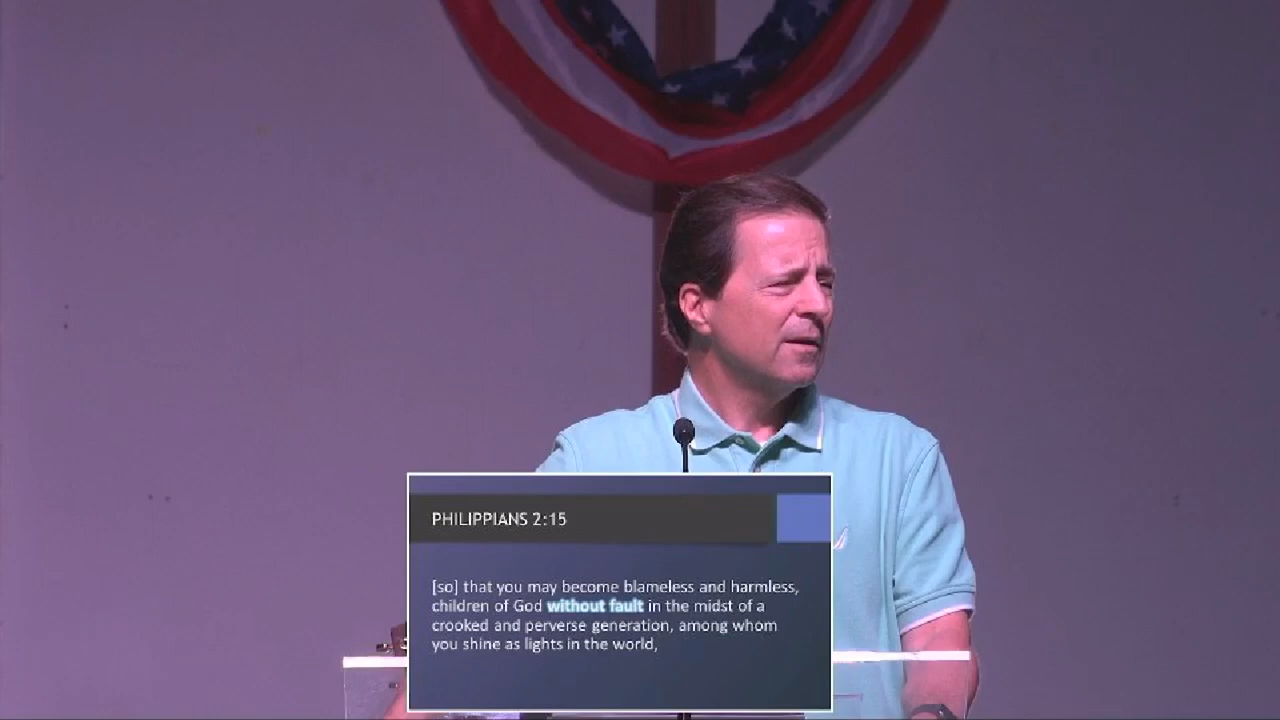 PHILIPPIANS 2:15
[so] that you may become blameless and harmless,
children of God without fault in the midst of a
crooked and perverse generation, among whom
you shine as lights in the world,